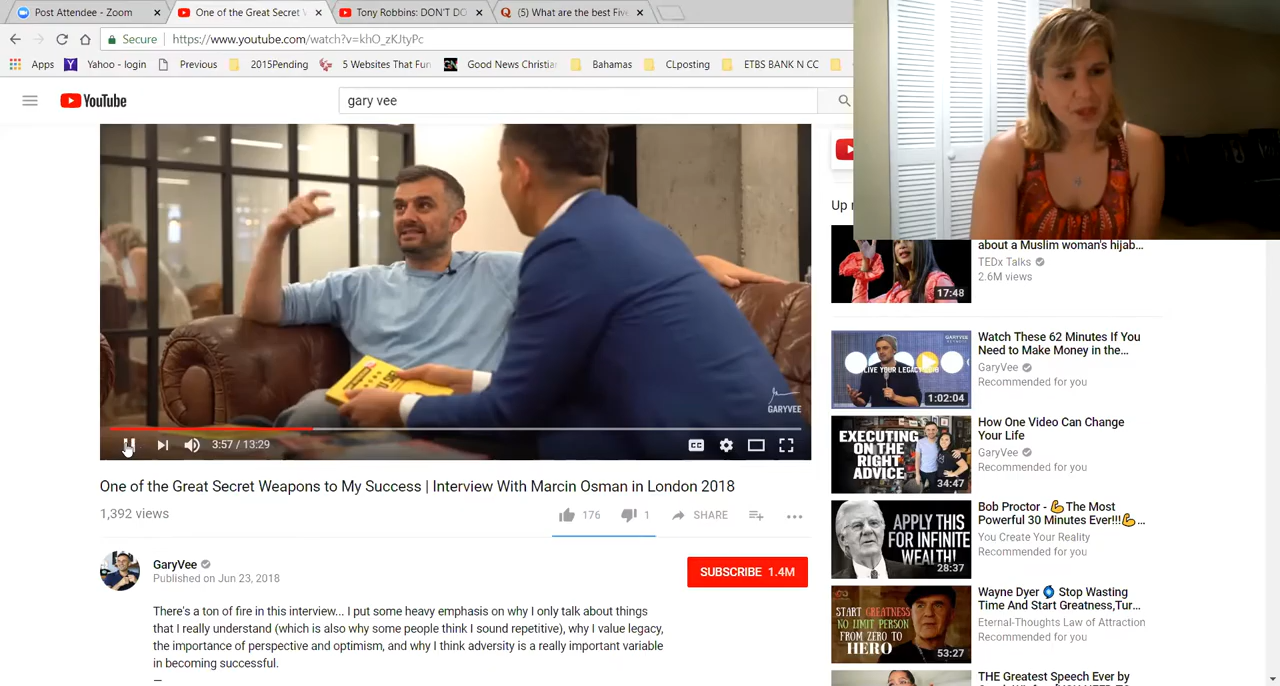 Post Attendee - Zoom
One of the Great Secret
Tony Robbins: DON'T DO
(5) What are the best Five
Secure
https://www.youtube.com/watch?v=
Apps
Yahoo - login
Previous
5 Websites That Fun
Good News Christian
Bahamas
CLposting
ETBS BANK N CC
YouTube
gary vee
GARYVEE
3:57 / 13:29
CC
One of the Great Secret Weapons to My Success | Interview With Marcin Osman in London 2018
1,392 views
176
1
SHARE
GaryVee
Published on Jun 23, 2018
SUBSCRIBE 1.4M
There's a ton of fire in this interview... I put some heavy emphasis on why I only talk about things
that I really understand (which is also why some people think I sound repetitive), why I value legacy,
the importance of perspective and optimism, and why I think adversity is a really important variable
in becoming successful.
Up
about a Muslim woman's hijab...
TEDx Talks
2.6M views
17:48
Watch These 62 Minutes If You
Need to Make Money in the...
GaryVee
Recommended for you
LIVE YOUR LEGACY
1:02:04
How One Video Can Change
Your Life
GaryVee
Recommended for you
EXECUTING
ON THE
RIGHT
ADVICE
34:47
Bob Proctor - 💪The Most
Powerful 30 Minutes Ever!!!💪...
You Create Your Reality
Recommended for you
APPLY THIS
FOR INFINITE
WEALTH!
28:37
Wayne Dyer 🧿 Stop Wasting
Time And Start Greatness,Tur...
Eternal-Thoughts Law of Attraction
Recommended for you
START GREATNESS
NO LIMIT PERSON
FROM ZERO TO
HERO
53:27
THE Greatest Speech Ever by